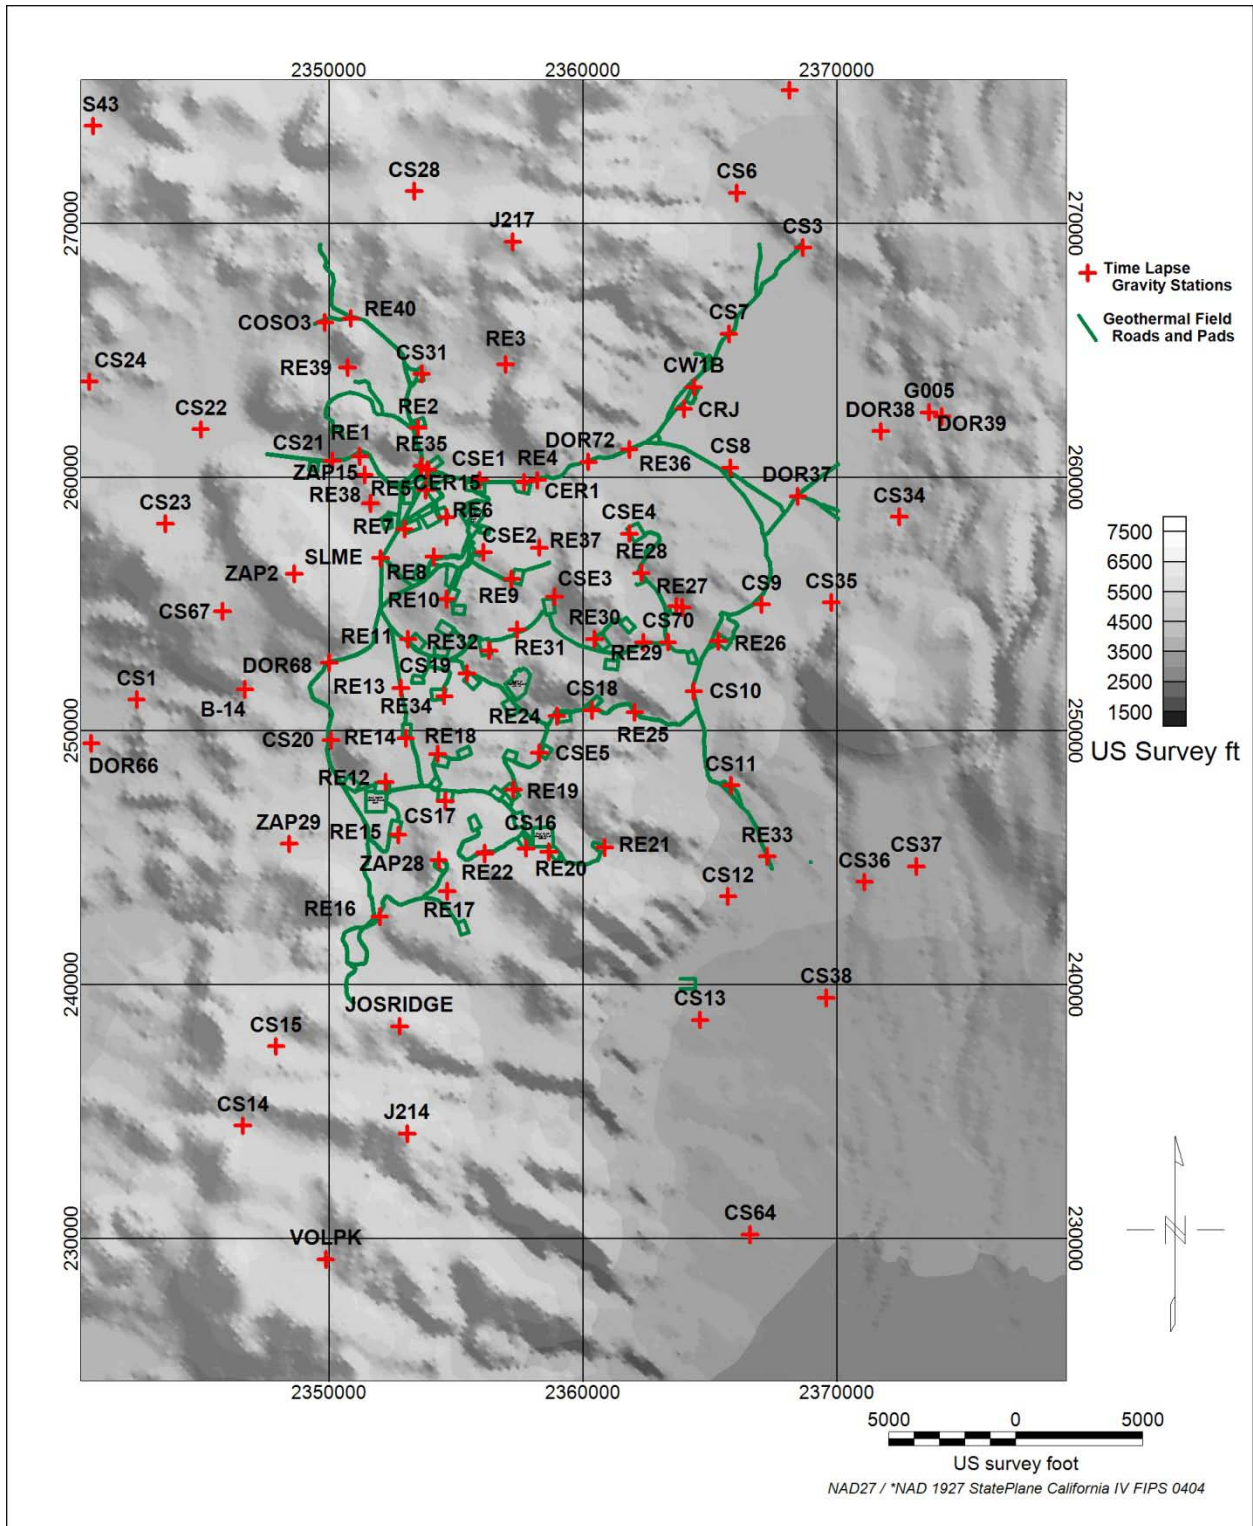 2350000 2360000 2370000
S43
CS28
CS6
J217
CS3
270000 270000
Time Lapse
Gravity Stations
RE40
COSO3
CS7
Geothermal Field
Roads and Pads
RE3
RE39
CS31
CS24
CW1B
G005
CS22
RE2
CRJ
DOR38
DOR39
CS21
RE1
RE35
DOR72
RE36
CS8
ZAP15
CSE1
RE4
DOR37
260000 260000
RE38
RE5
CER15
CER1
CS23
RE6
CSE4
CS34
RE7
CSE2
RE37
RE28
SLME
RE8
ZAP2
RE10
RE9
CSE3
RE27
CS9
CS35
CS67
RE11
RE32
RE31
RE30
CS70
RE26
RE29
DOR68
CS19
CS1
B-14
RE13
RE34
CS18
CS10
RE24
RE25
250000 250000
CS20
RE14
RE18
CSE5
DOR66
RE12
CS11
CS17
RE19
ZAP29
RE15
CS16
RE21
RE33
ZAP28
RE22
RE20
CS12
CS36
CS37
RE16
RE17
240000 240000
CS38
CS13
JOSRIDGE
CS15
CS14
J214
CS64
VOLPK
230000 230000
2350000 2360000 2370000
7500
6500
5500
4500
3500
2500
1500
US Survey ft
N
5000 0 5000
US survey foot
NAD27 / *NAD 1927 StatePlane California IV FIPS 0404